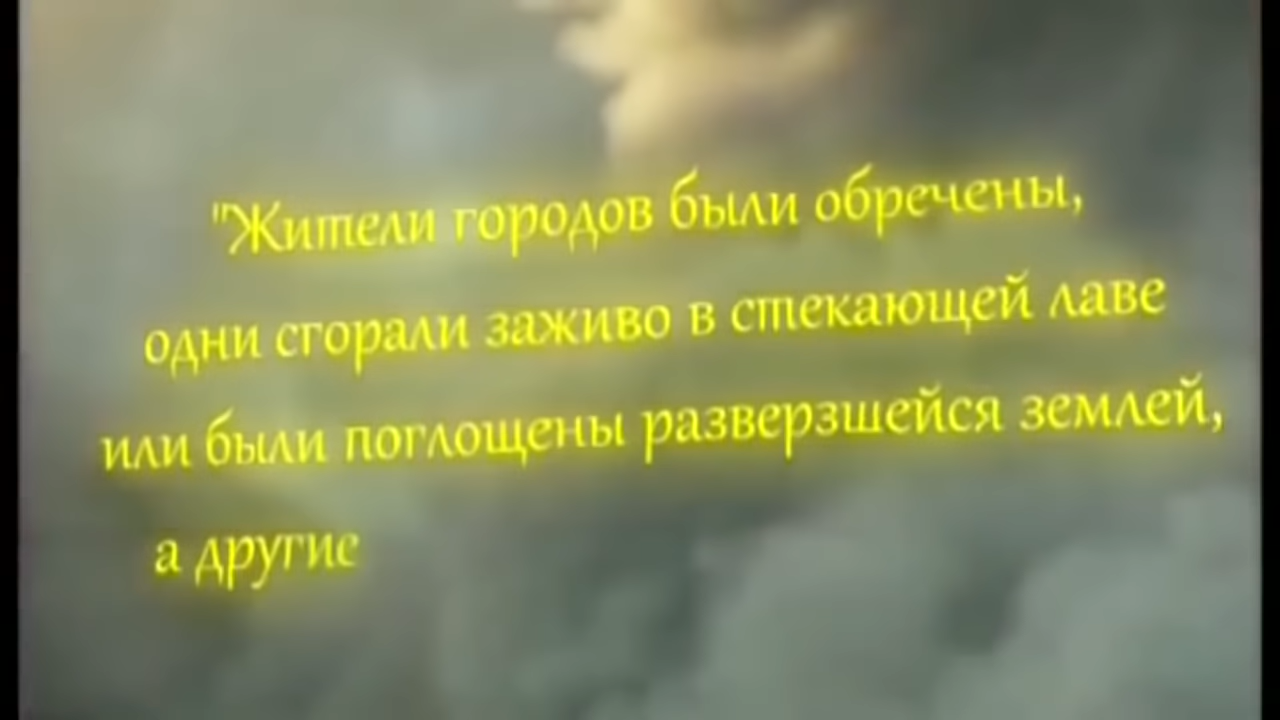 "Жители городов были обречены,
одни сгорали заживо в стекающей лаве
или были поглощены разверзшейся землей,
а другие